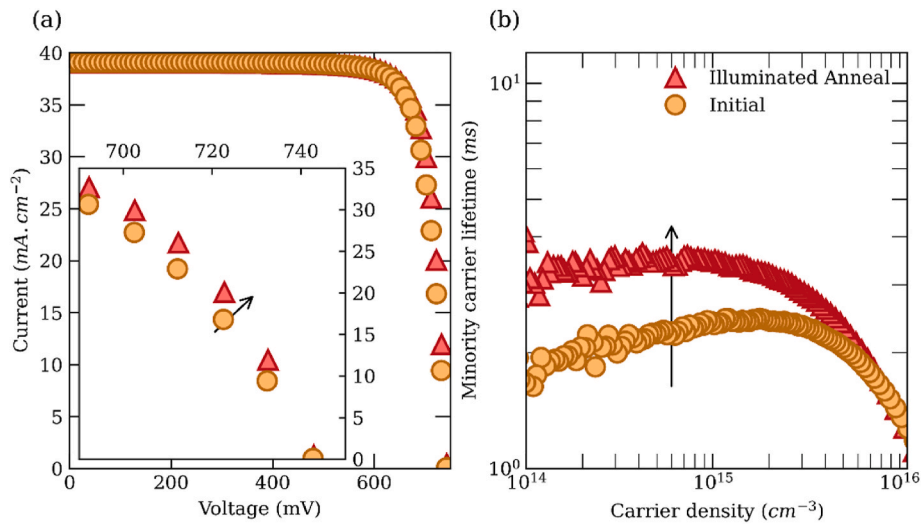 (a)
40
35
30
25
20
15
10
5
0
Current (mA. cm⁻²)
0 200 400 600
Voltage (mV)
700 720 740
35
30
25
20
15
10
5
0
(b)
10¹
10⁰
Minority carrier lifetime (ms)
Illuminated Anneal
Initial
10¹⁴ 10¹⁵ 10¹⁶
Carrier density (cm⁻³)